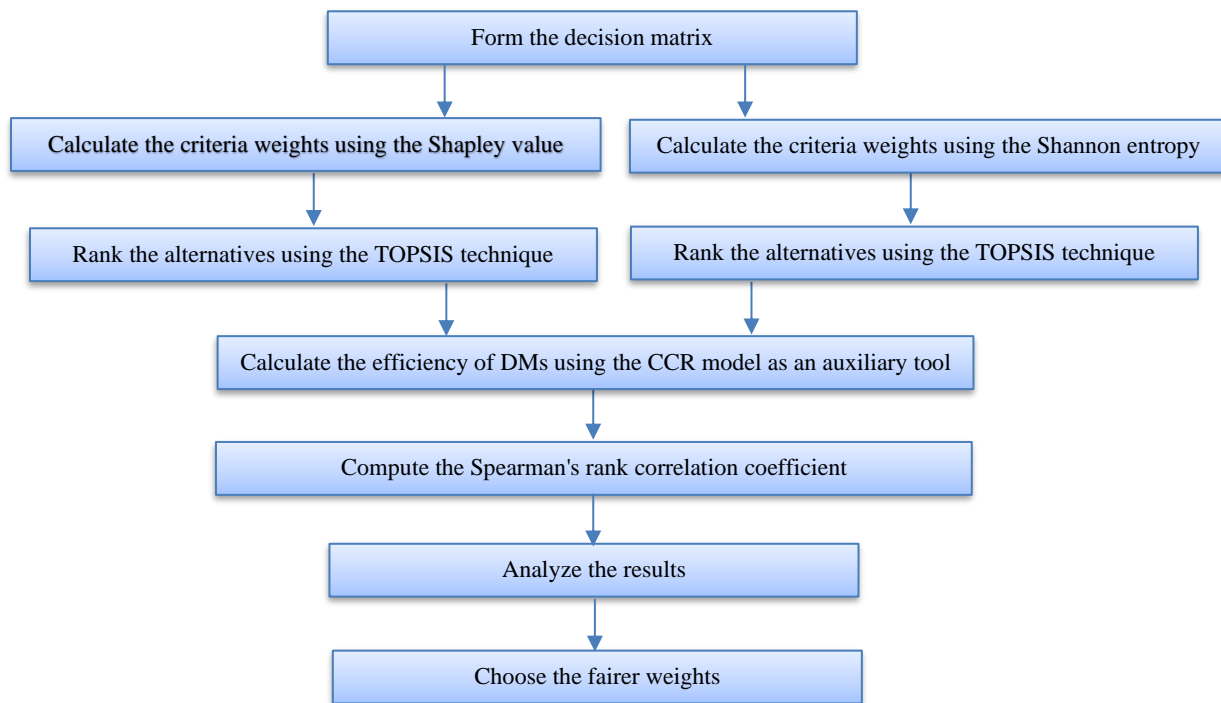 Form the decision matrix
Calculate the criteria weights using the Shapley value
Calculate the criteria weights using the Shannon entropy
Rank the alternatives using the TOPSIS technique
Rank the alternatives using the TOPSIS technique
Calculate the efficiency of DMs using the CCR model as an auxiliary tool
Compute the Spearman's rank correlation coefficient
Analyze the results
Choose the fairer weights